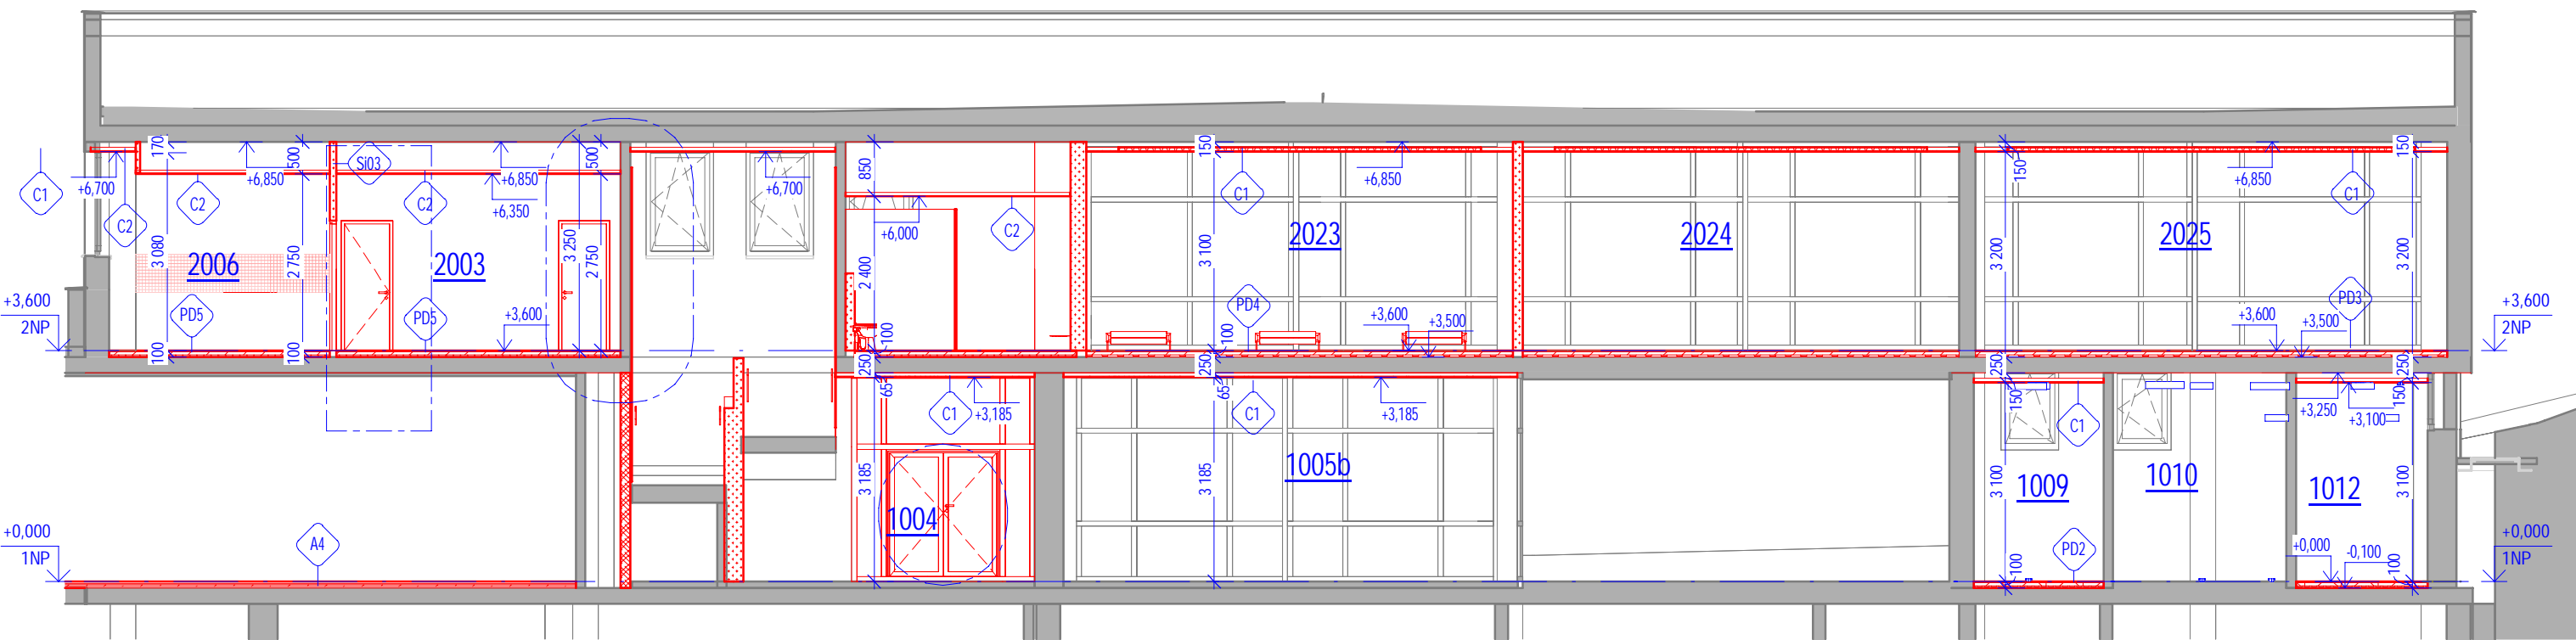 170
500
Si03
+6,700
+6,850
C1
C2
C2
3 080
2006
2 750
PD5
100
100
+6,850
+6,350
C2
500
3 250
2 750
2003
PD5
+3,600
+3,600
2NP
+6,700
850
+6,000
C2
2 400
100
250
65
150
C1
+6,850
2023
3 100
PD4
+3,600
+3,500
100
250
65
2024
150
+6,850
C1
150
2025
3 200
3 200
PD3
+3,600
+3,500
250
250
+3,600
2NP
C1
+3,185
3 185
1004
C1
+3,185
3 185
1005b
150
C1
3 100
1009
PD2
100
1010
+3,250
+3,100
150
3 100
1012
+0,000
-0,100
100
+0,000
1NP
A4
+0,000
1NP